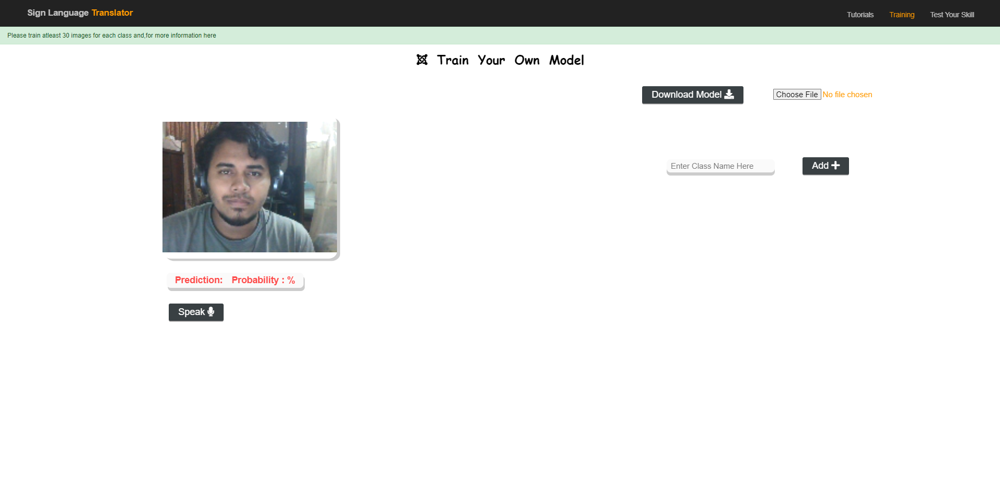 Sign Language Translator
Tutorials
Training
Test Your Skill
Please train atleast 30 images for each class and,for more information here
Train Your Own Model
Download Model
Choose File No file chosen
Enter Class Name Here
Add
Prediction: Probability : %
Speak